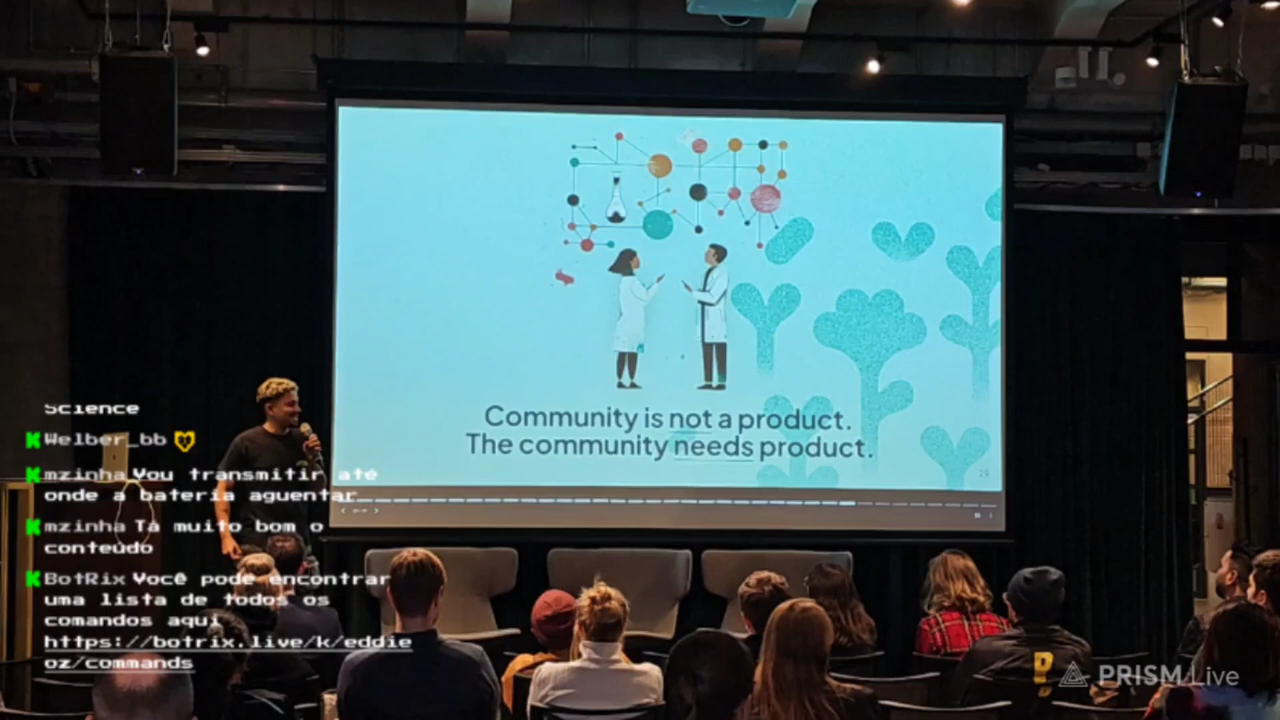 Community is not a product.
The community needs product.
29
Science
Welber_bb
mzinha Vou transmitir até
onde a bateria aguentar
mzinha Tá muito bom o
conteúdo
BotRix Você pode encontrar
uma lista de todos os
comandos aqui
https://botrix.live/k/eddie
oz/commands
PRISM Live